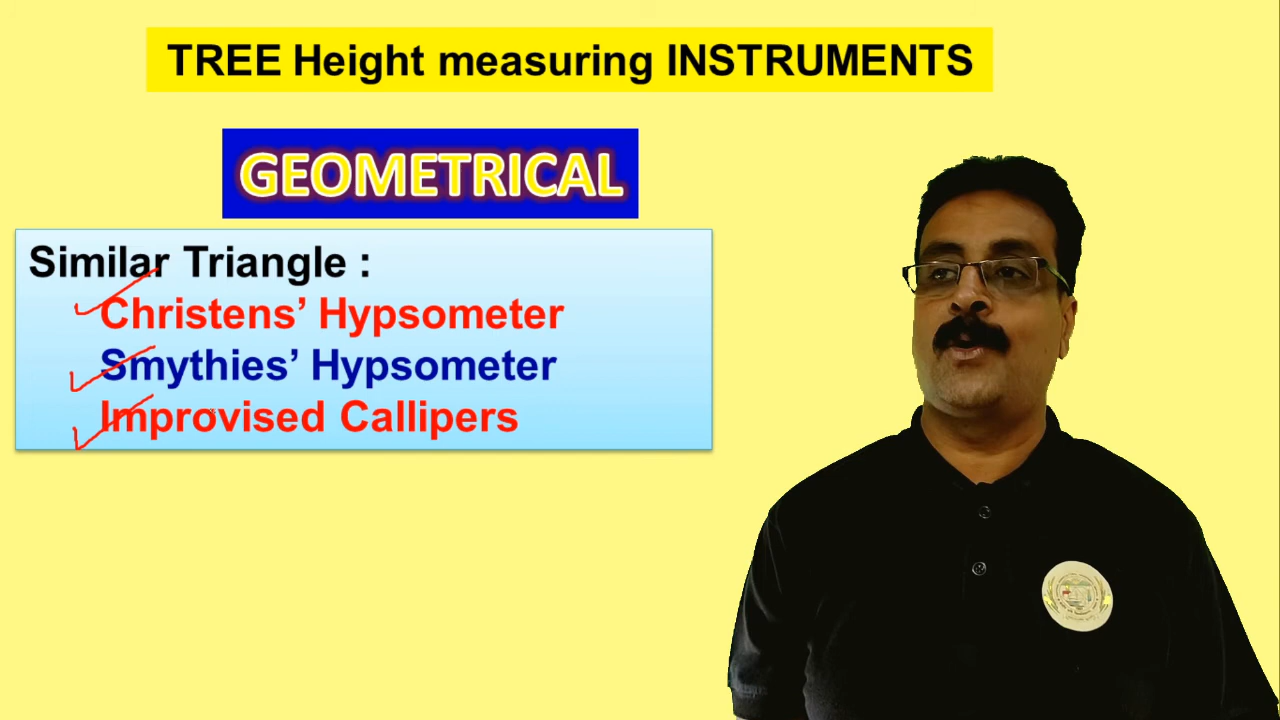 TREE Height measuring INSTRUMENTS
GEOMETRICAL
Similar Triangle :
Christens’ Hypsometer
Smythies’ Hypsometer
Improvised Callipers